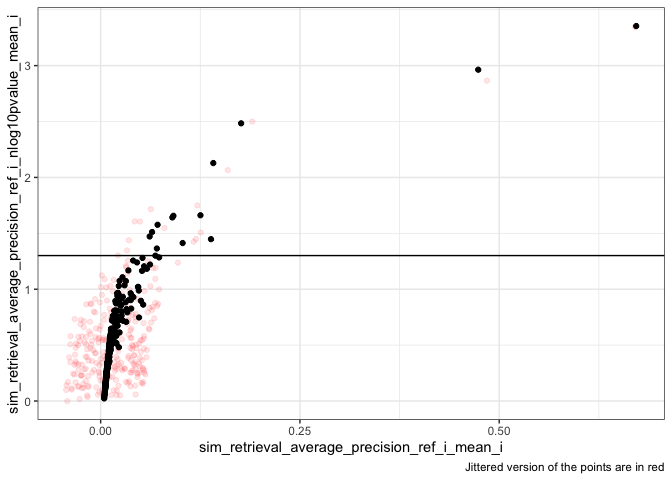 sim_retrieval_average_precision_ref_i_nlog10pvalue_mean_i
3
2
1
0
0.00
0.25
0.50
sim_retrieval_average_precision_ref_i_mean_i
Jittered version of the points are in red